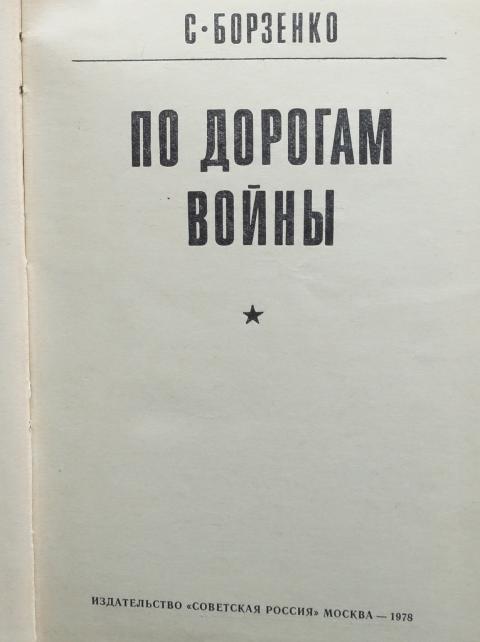 С·БОРЗЕНКО
ПО ДОРОГАМ
ВОЙНЫ
ИЗДАТЕЛЬСТВО «СОВЕТСКАЯ РОССИЯ» МОСКВА — 1978